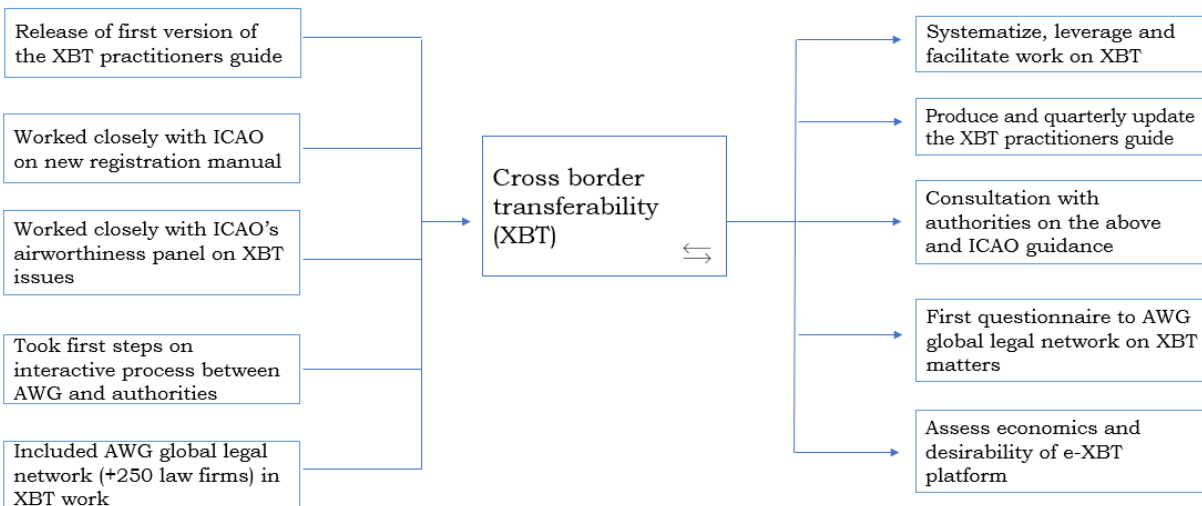 Release of first version of
the XBT practitioners guide
Worked closely with ICAO
on new registration manual
Worked closely with ICAO's
airworthiness panel on XBT
issues
Took first steps on
interactive process between
AWG and authorities
Included AWG global legal
network (+250 law firms) in
XBT work
Cross border
transferability
(XBT)
Systematize, leverage and
facilitate work on XBT
Produce and quarterly update
the XBT practitioners guide
Consultation with
authorities on the above
and ICAO guidance
First questionnaire to AWG
global legal network on XBT
matters
Assess economics and
desirability of e-XBT
platform